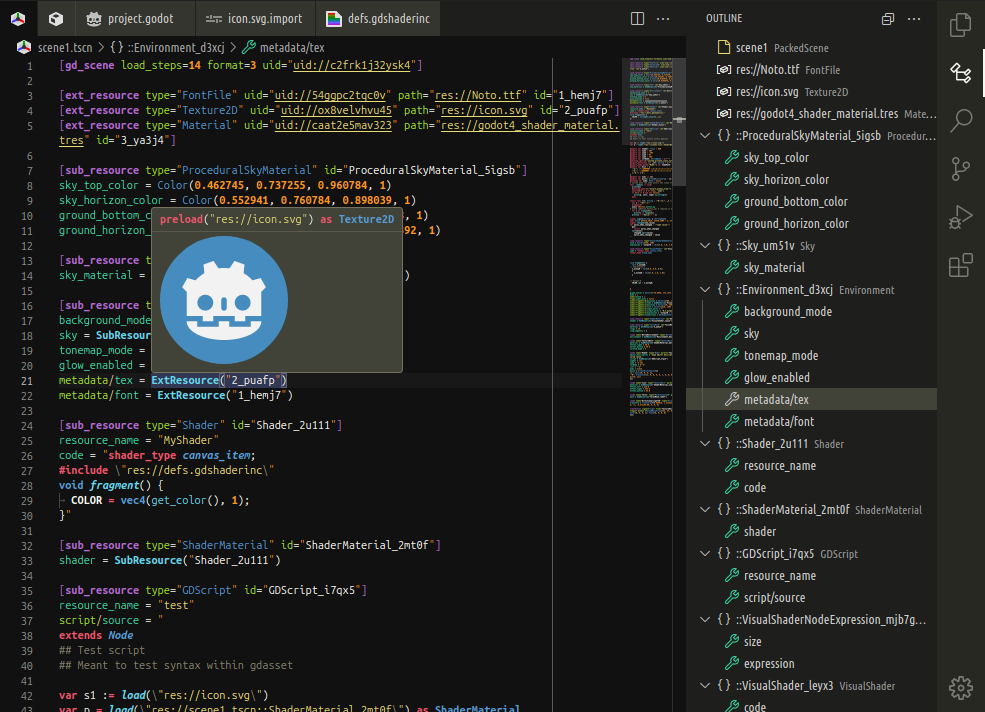 project.godot
icon.svg.import
defs.gdshaderinc
scene1.tscn > {} ::Environment_d3xcj > metadata/tex
1 [gd_scene load_steps=14 format=3 uid="uid://c2frk1j32ysk4"]
2
3 [ext_resource type="FontFile" uid="uid://54ggpc2tqc0v" path="res://Noto.ttf" id="1_hemj7"]
4 [ext_resource type="Texture2D" uid="uid://ox8velvhvu45" path="res://icon.svg" id="2_puafp"]
5 [ext_resource type="Material" uid="uid://caat2e5mav323" path="res://godot4_shader_material.
tres" id="3_ya3j4"]
6
7 [sub_resource type="ProceduralSkyMaterial" id="ProceduralSkyMaterial_5igsb"]
8 sky_top_color = Color(0.462745, 0.737255, 0.960784, 1)
9 sky_horizon_color = Color(0.552941, 0.760784, 0.898039, 1)
10 ground_bottom_c , 1)
11 ground_horizon_ 92, 1)
12
13 [sub_resource t
14 sky_material = )
15
16 [sub_resource t
17 background_mode
18 sky = SubResour
19 tonemap_mode =
20 glow_enabled =
preload("res://icon.svg") as Texture2D
21 metadata/tex = ExtResource("2_puafp")
22 metadata/font = ExtResource("1_hemj7")
23
24 [sub_resource type="Shader" id="Shader_2u111"]
25 resource_name = "MyShader"
26 code = "shader_type canvas_item;
27 #include \"res://defs.gdshaderinc\"
28 void fragment() {
29 COLOR = vec4(get_color(), 1);
30 }"
31
32 [sub_resource type="ShaderMaterial" id="ShaderMaterial_2mt0f"]
33 shader = SubResource("Shader_2u111")
34
35 [sub_resource type="GDScript" id="GDScript_i7qx5"]
36 resource_name = "test"
37 script/source = "
38 extends Node
39 ## Test script
40 ## Meant to test syntax within gdasset
41
42 var s1 := load(\"res://icon.svg\")
43 var p = load(\"res://scene1.tscn::ShaderMaterial_2mt0f\") as ShaderMaterial
OUTLINE
scene1 PackedScene
res://Noto.ttf FontFile
res://icon.svg Texture2D
res://godot4_shader_material.tres Mate...
{} ::ProceduralSkyMaterial_5igsb Procedur...
sky_top_color
sky_horizon_color
ground_bottom_color
ground_horizon_color
{} ::Sky_um51v Sky
sky_material
{} ::Environment_d3xcj Environment
background_mode
sky
tonemap_mode
glow_enabled
metadata/tex
metadata/font
{} ::Shader_2u111 Shader
resource_name
code
{} ::ShaderMaterial_2mt0f ShaderMaterial
shader
{} ::GDScript_i7qx5 GDScript
resource_name
script/source
{} ::VisualShaderNodeExpression_mjb7g...
size
expression
{} ::VisualShader_leyx3 VisualShader
code